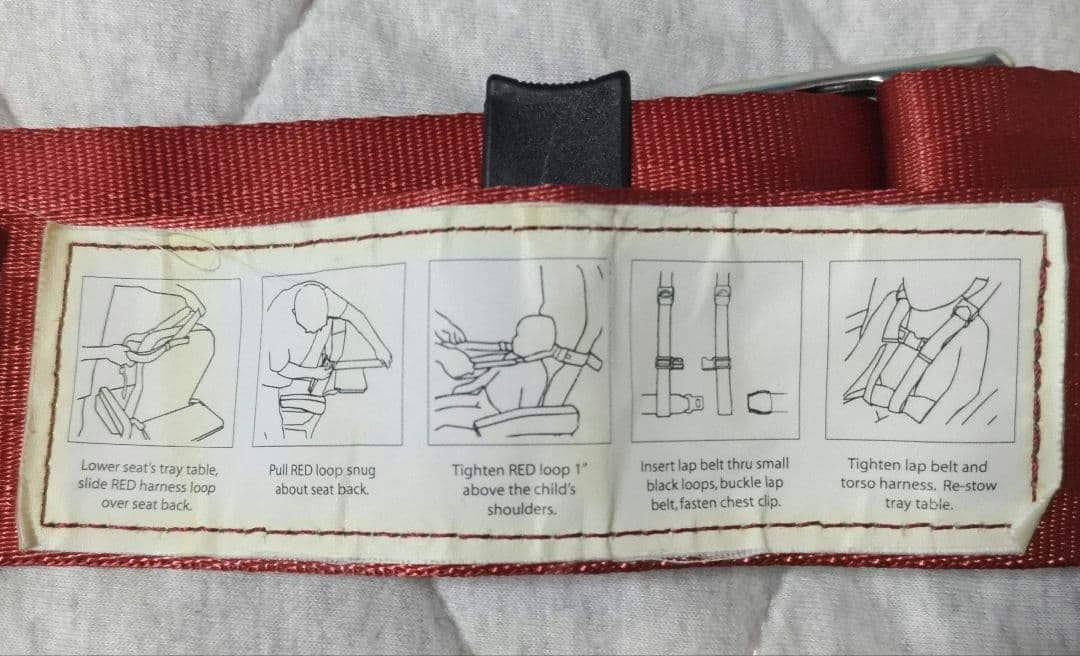 Lower seat's tray table,
slide RED harness loop
over seat back.
Pull RED loop snug
about seat back.
Tighten RED loop 1"
above the child's
shoulders.
Insert lap belt thru small
black loops, buckle lap
belt, fasten chest clip.
Tighten lap belt and
torso harness. Re-stow
tray table.